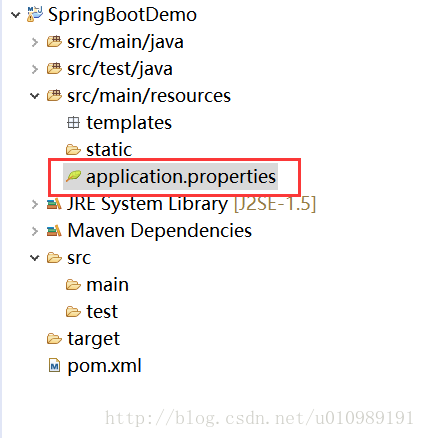 SpringBootDemo
src/main/java
src/test/java
src/main/resources
templates
static
application.properties
JRE System Library [J2SE-1.5]
Maven Dependencies
src
main
test
target
pom.xml
http://blog.csdn.net/u010989191